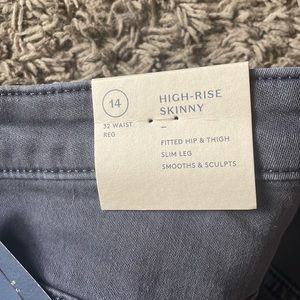 14
32 WAIST
REG
HIGH-RISE
SKINNY
–
FITTED HIP & THIGH
SLIM LEG
SMOOTHS & SCULPTS